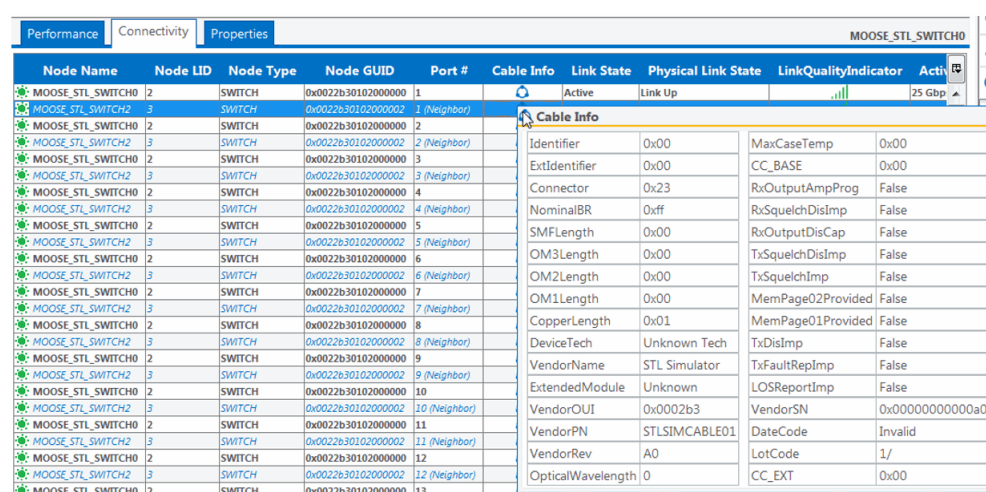 Performance Connectivity Properties
MOOSE_STL_SWITCH0
Node Name Node LID Node Type Node GUID Port # Cable Info Link State Physical Link State LinkQualityIndicator
MOOSE_STL_SWITCH0 2 SWITCH 0x0022b30102000000 1 Active Link Up 25 Gbp
MOOSE_STL_SWITCH2 3 SWITCH 0x0022b30102000002 1 (Neighbor)
MOOSE_STL_SWITCH0 2 SWITCH 0x0022b30102000000 2
MOOSE_STL_SWITCH2 3 SWITCH 0x0022b30102000002 2 (Neighbor)
MOOSE_STL_SWITCH0 2 SWITCH 0x0022b30102000000 3
MOOSE_STL_SWITCH2 3 SWITCH 0x0022b30102000002 3 (Neighbor)
MOOSE_STL_SWITCH0 2 SWITCH 0x0022b30102000000 4
MOOSE_STL_SWITCH2 3 SWITCH 0x0022b30102000002 4 (Neighbor)
MOOSE_STL_SWITCH0 2 SWITCH 0x0022b30102000000 5
MOOSE_STL_SWITCH2 3 SWITCH 0x0022b30102000002 5 (Neighbor)
MOOSE_STL_SWITCH0 2 SWITCH 0x0022b30102000000 6
MOOSE_STL_SWITCH2 3 SWITCH 0x0022b30102000002 6 (Neighbor)
MOOSE_STL_SWITCH0 2 SWITCH 0x0022b30102000000 7
MOOSE_STL_SWITCH2 3 SWITCH 0x0022b30102000002 7 (Neighbor)
MOOSE_STL_SWITCH0 2 SWITCH 0x0022b30102000000 8
MOOSE_STL_SWITCH2 3 SWITCH 0x0022b30102000002 8 (Neighbor)
MOOSE_STL_SWITCH0 2 SWITCH 0x0022b30102000000 9
MOOSE_STL_SWITCH2 3 SWITCH 0x0022b30102000002 9 (Neighbor)
MOOSE_STL_SWITCH0 2 SWITCH 0x0022b30102000000 10
MOOSE_STL_SWITCH2 3 SWITCH 0x0022b30102000002 10 (Neighbor)
MOOSE_STL_SWITCH0 2 SWITCH 0x0022b30102000000 11
MOOSE_STL_SWITCH2 3 SWITCH 0x0022b30102000002 11 (Neighbor)
MOOSE_STL_SWITCH0 2 SWITCH 0x0022b30102000000 12
MOOSE_STL_SWITCH2 3 SWITCH 0x0022b30102000002 12 (Neighbor)
MOOSE_STL_SWITCH0 2 SWITCH 0x0022b30102000000 13
Cable Info
Identifier 0x00 MaxCaseTemp 0x00
ExtIdentifier 0x00 CC_BASE 0x00
Connector 0x23 RxOutputAmpProg False
NominalBR 0xff RxSquelchDisImp False
SMFLength 0x00 RxOutputDisCap False
OM3Length 0x00 TxSquelchDisImp False
OM2Length 0x00 TxSquelchImp False
OM1Length 0x00 MemPage02Provided False
CopperLength 0x01 MemPage01Provided False
DeviceTech Unknown Tech TxDisImp False
VendorName STL Simulator TxFaultRepImp False
ExtendedModule Unknown LOSReportImp False
VendorOUI 0x0002b3 VendorSN 0x00000000000a0
VendorPN STLSIMCABLE01 DateCode Invalid
VendorRev A0 LotCode 1/
OpticalWavelength 0 CC_EXT 0x00